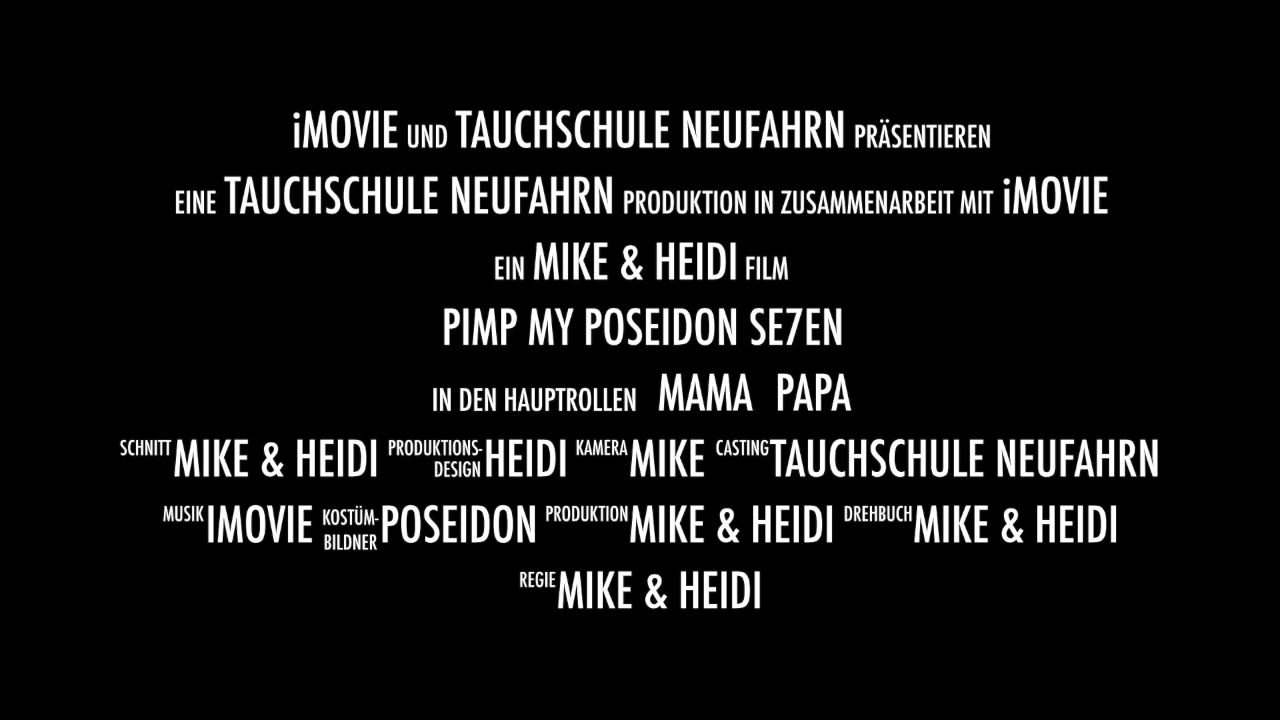 iMOVIE UND TAUCHSCHULE NEUFAHRN PRÄSENTIEREN
EINE TAUCHSCHULE NEUFAHRN PRODUKTION IN ZUSAMMENARBEIT MIT iMOVIE
EIN MIKE & HEIDI FILM
PIMP MY POSEIDON SE7EN
IN DEN HAUPTROLLEN MAMA PAPA
SCHNITT MIKE & HEIDI PRODUKTIONS-DESIGN HEIDI KAMERA MIKE CASTING TAUCHSCHULE NEUFAHRN
MUSIK IMOVIE KOSTÜM-BILDNER POSEIDON PRODUKTION MIKE & HEIDI DREHBUCH MIKE & HEIDI
REGIE MIKE & HEIDI